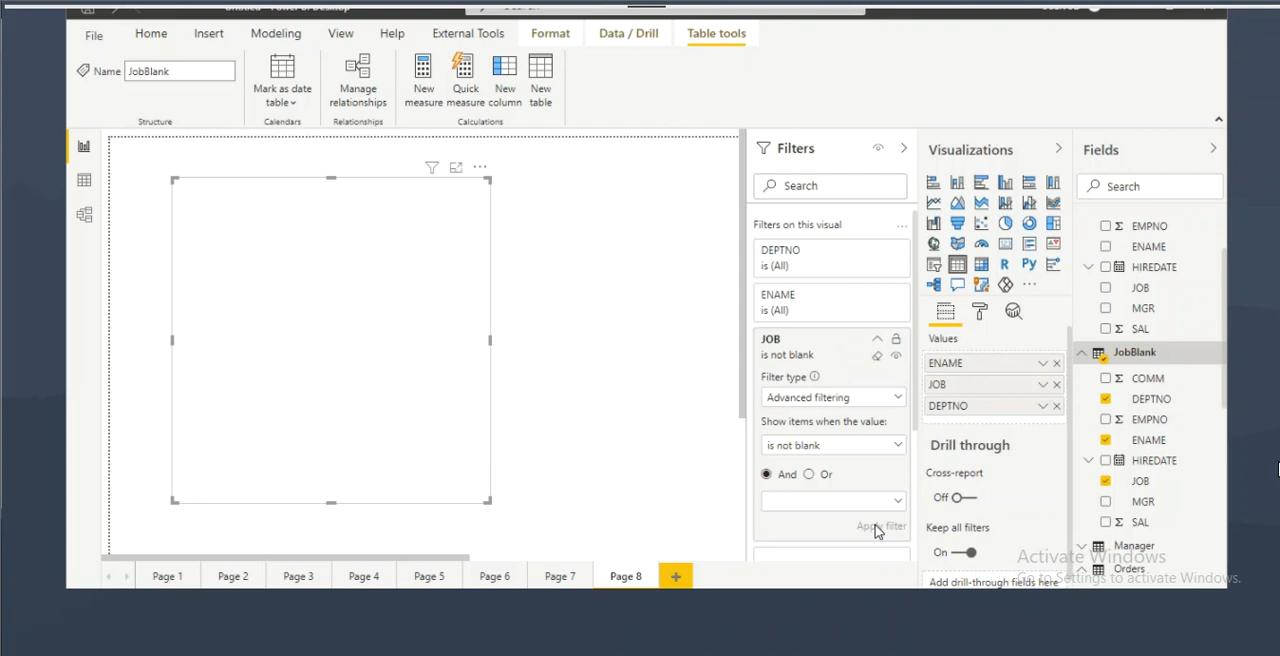 File
Home
Insert
Modeling
View
Help
External Tools
Format
Data / Drill
Table tools
Name
JobBlank
Mark as date
table
Manage
relationships
New
measure
Quick
measure
New
column
New
table
Structure
Calendars
Relationships
Calculations
Filters
Search
Filters on this visual
DEPTNO
is (All)
ENAME
is (All)
JOB
is not blank
Filter type
Advanced filtering
Show items when the value:
is not blank
And
Or
Apply filter
Visualizations
R
Py
Values
ENAME
JOB
DEPTNO
Drill through
Cross-report
Off
Keep all filters
On
Add drill-through fields here
Fields
Search
Σ EMPNO
ENAME
HIREDATE
JOB
MGR
Σ SAL
JobBlank
Σ COMM
DEPTNO
Σ EMPNO
ENAME
HIREDATE
JOB
MGR
Σ SAL
Manager
Orders
Activate Windows
Go to Settings to activate Windows.
Page 1
Page 2
Page 3
Page 4
Page 5
Page 6
Page 7
Page 8
+